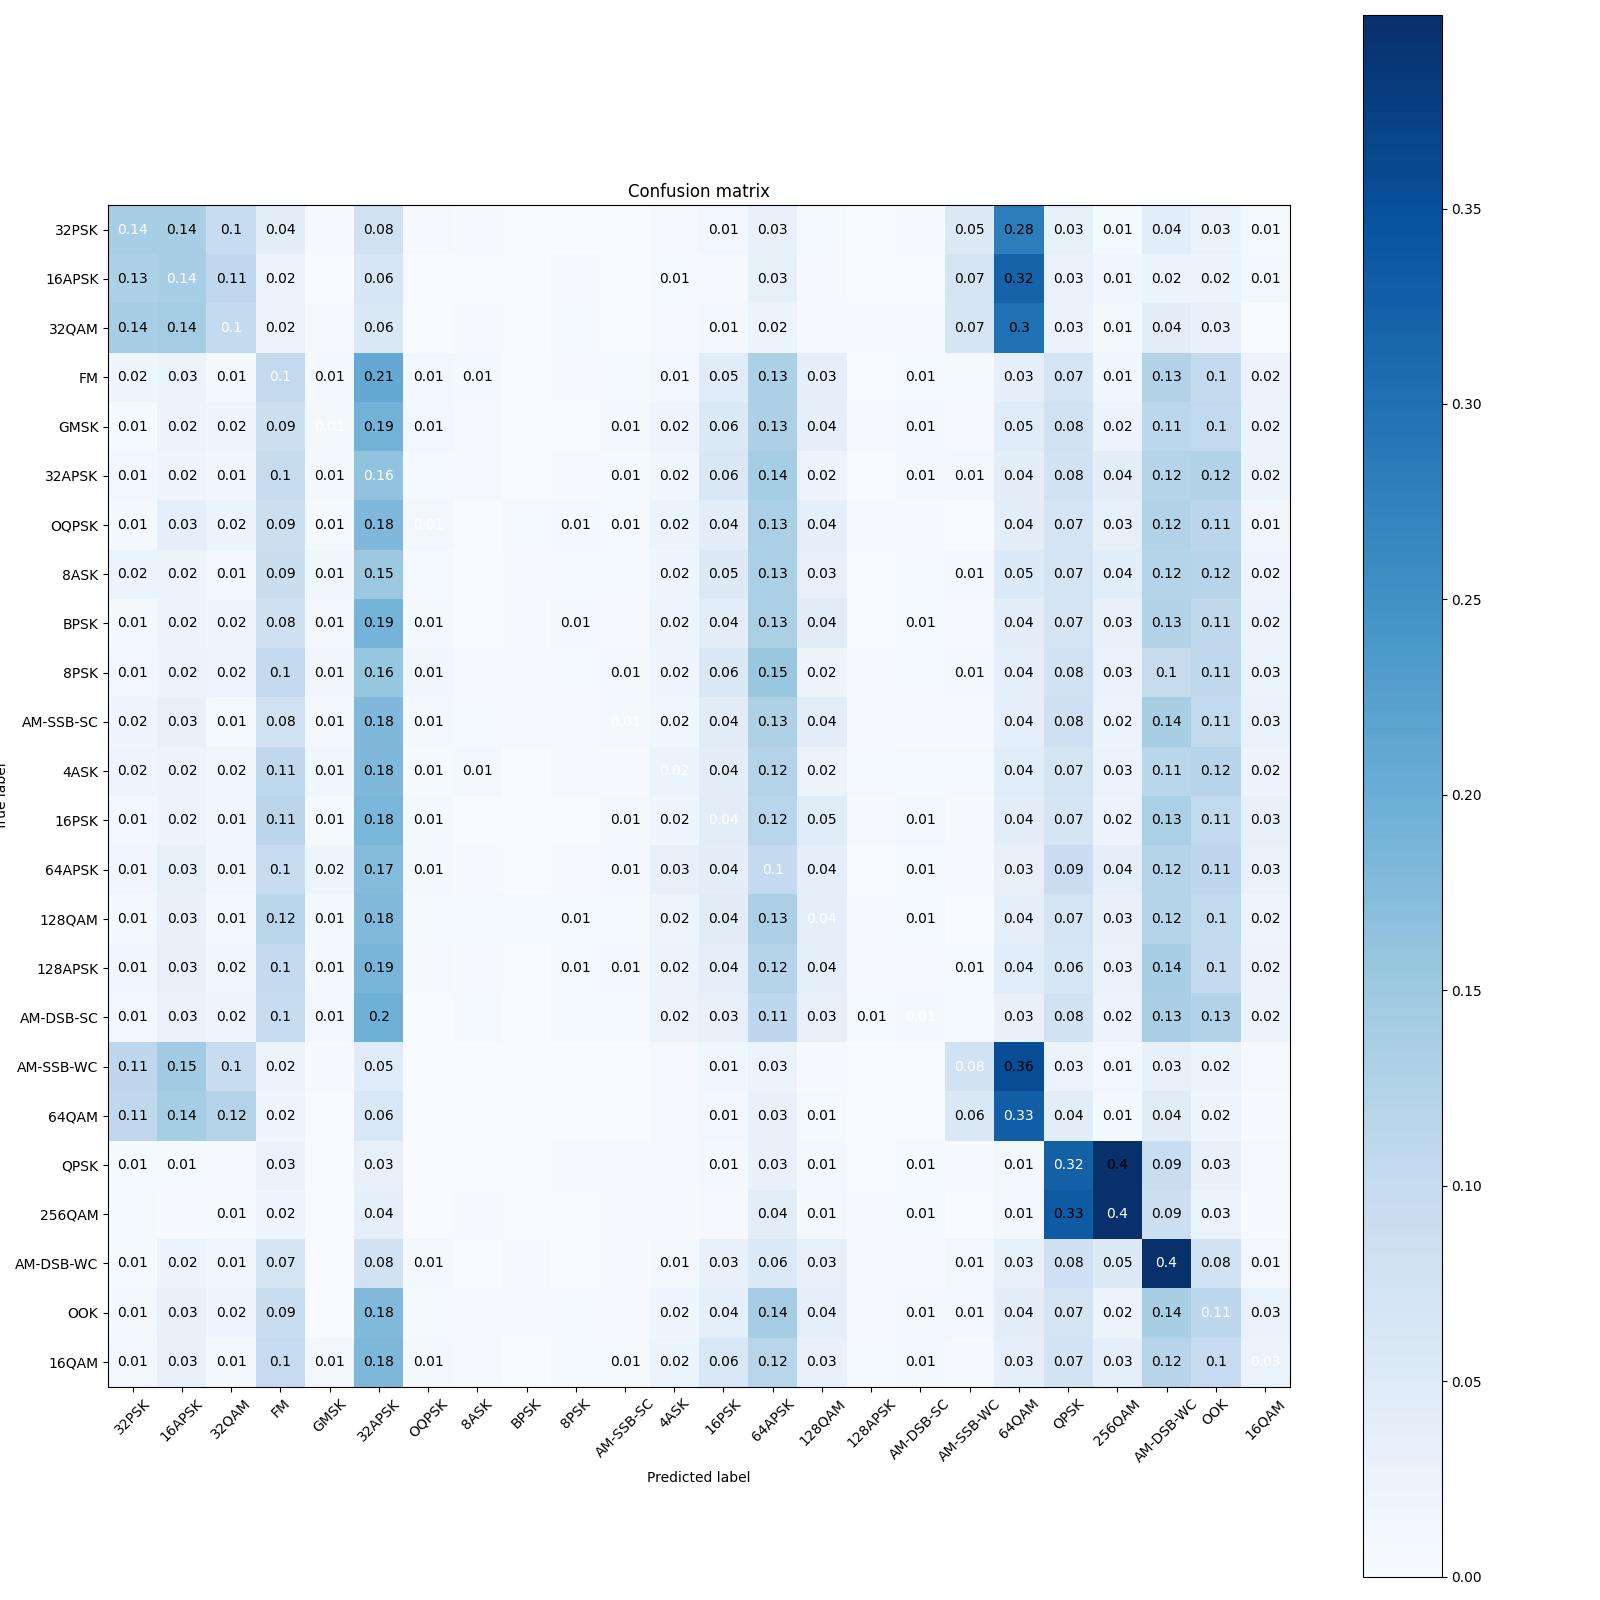 Confusion matrix
32PSK 0.14 0.14 0.1 0.04 0.08 0.01 0.03 0.05 0.28 0.03 0.01 0.04 0.03 0.01
16APSK 0.13 0.14 0.11 0.02 0.06 0.01 0.03 0.07 0.32 0.03 0.01 0.02 0.02 0.01
32QAM 0.14 0.14 0.1 0.02 0.06 0.01 0.02 0.07 0.3 0.03 0.01 0.04 0.03
FM 0.02 0.03 0.01 0.1 0.01 0.21 0.01 0.01 0.01 0.05 0.13 0.03 0.01 0.03 0.07 0.01 0.13 0.1 0.02
GMSK 0.01 0.02 0.02 0.09 0.01 0.19 0.01 0.01 0.02 0.06 0.13 0.04 0.01 0.05 0.08 0.02 0.11 0.1 0.02
32APSK 0.01 0.02 0.01 0.1 0.01 0.16 0.01 0.02 0.06 0.14 0.02 0.01 0.01 0.04 0.08 0.04 0.12 0.12 0.02
OQPSK 0.01 0.03 0.02 0.09 0.01 0.18 0.01 0.01 0.01 0.02 0.04 0.13 0.04 0.04 0.07 0.03 0.12 0.11 0.01
8ASK 0.02 0.02 0.01 0.09 0.01 0.15 0.02 0.05 0.13 0.03 0.01 0.05 0.07 0.04 0.12 0.12 0.02
BPSK 0.01 0.02 0.02 0.08 0.01 0.19 0.01 0.01 0.02 0.04 0.13 0.04 0.01 0.04 0.07 0.03 0.13 0.11 0.02
8PSK 0.01 0.02 0.02 0.1 0.01 0.16 0.01 0.01 0.02 0.06 0.15 0.02 0.01 0.04 0.08 0.03 0.1 0.11 0.03
AM-SSB-SC 0.02 0.03 0.01 0.08 0.01 0.18 0.01 0.01 0.02 0.04 0.13 0.04 0.04 0.08 0.02 0.14 0.11 0.03
4ASK 0.02 0.02 0.02 0.11 0.01 0.18 0.01 0.01 0.02 0.04 0.12 0.02 0.04 0.07 0.03 0.11 0.12 0.02
16PSK 0.01 0.02 0.01 0.11 0.01 0.18 0.01 0.01 0.02 0.04 0.12 0.05 0.01 0.04 0.07 0.02 0.13 0.11 0.03
64APSK 0.01 0.03 0.01 0.1 0.02 0.17 0.01 0.01 0.03 0.04 0.1 0.04 0.01 0.03 0.09 0.04 0.12 0.11 0.03
128QAM 0.01 0.03 0.01 0.12 0.01 0.18 0.01 0.02 0.04 0.13 0.04 0.01 0.04 0.07 0.03 0.12 0.1 0.02
128APSK 0.01 0.03 0.02 0.1 0.01 0.19 0.01 0.01 0.02 0.04 0.12 0.04 0.01 0.04 0.06 0.03 0.14 0.1 0.02
AM-DSB-SC 0.01 0.03 0.02 0.1 0.01 0.2 0.02 0.03 0.11 0.03 0.01 0.01 0.03 0.08 0.02 0.13 0.13 0.02
AM-SSB-WC 0.11 0.15 0.1 0.02 0.05 0.01 0.03 0.08 0.36 0.03 0.01 0.03 0.02
64QAM 0.11 0.14 0.12 0.02 0.06 0.01 0.03 0.01 0.06 0.33 0.04 0.01 0.04 0.02
QPSK 0.01 0.01 0.03 0.03 0.01 0.03 0.01 0.01 0.01 0.32 0.4 0.09 0.03
256QAM 0.01 0.02 0.04 0.04 0.01 0.01 0.01 0.33 0.4 0.09 0.03
AM-DSB-WC 0.01 0.02 0.01 0.07 0.08 0.01 0.01 0.03 0.06 0.03 0.01 0.03 0.08 0.05 0.4 0.08 0.01
OOK 0.01 0.03 0.02 0.09 0.18 0.02 0.04 0.14 0.04 0.01 0.01 0.04 0.07 0.02 0.14 0.11 0.03
16QAM 0.01 0.03 0.01 0.1 0.01 0.18 0.01 0.01 0.02 0.06 0.12 0.03 0.01 0.03 0.07 0.03 0.12 0.1 0.03
32PSK 16APSK 32QAM FM GMSK 32APSK OQPSK 8ASK BPSK 8PSK AM-SSB-SC 4ASK 16PSK 64APSK 128QAM 128APSK AM-DSB-SC AM-SSB-WC 64QAM QPSK 256QAM AM-DSB-WC OOK 16QAM
Predicted label
0.35
0.30
0.25
0.20
0.15
0.10
0.05
0.00